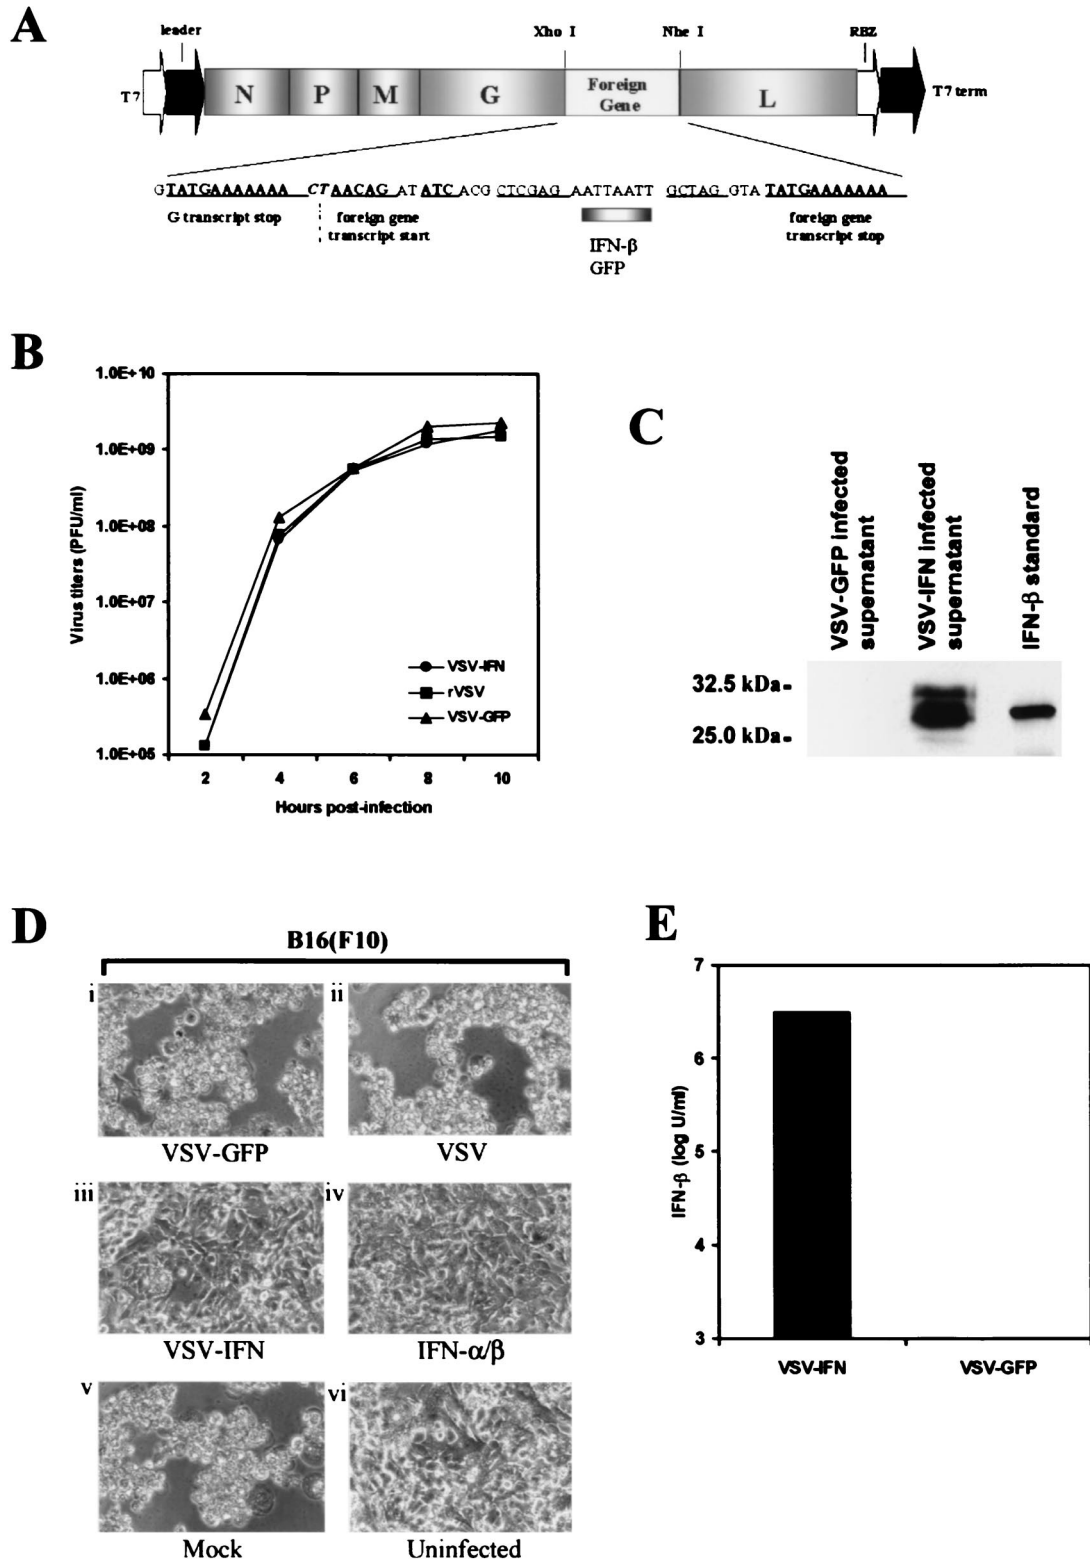 A
leader
Xho I
Nhe I
RBZ
T7
N
P
M
G
Foreign
Gene
L
T7 term
GTATGAAAAAAA CTAACAG AT ATC ACG CTCGAG AATTAATT GCTAG GTA TATGAAAAAAA
G transcript stop
foreign gene
transcript start
foreign gene
transcript stop
IFN-β
GFP
B
1.0E+10
1.0E+09
1.0E+08
1.0E+07
1.0E+06
1.0E+05
Virus titers (PFU/ml)
VSV-IFN
rVSV
VSV-GFP
2 4 6 8 10
Hours post-infection
C
VSV-GFP infected
supernatant
VSV-IFN infected
supernatant
IFN-β standard
32.5 kDa-
25.0 kDa-
D
B16(F10)
i
ii
VSV-GFP
VSV
iii
iv
VSV-IFN
IFN-α/β
v
vi
Mock
Uninfected
E
7
6
5
4
3
IFN-β (log U/ml)
VSV-IFN
VSV-GFP